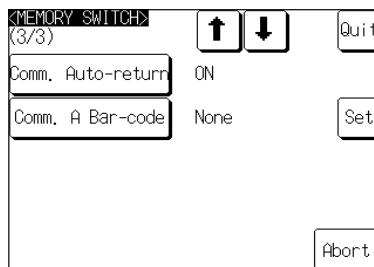 <MEMORY SWITCH>
(3/3)
Quit
Comm. Auto-return ON
Comm. A Bar-code None
Set
Abort